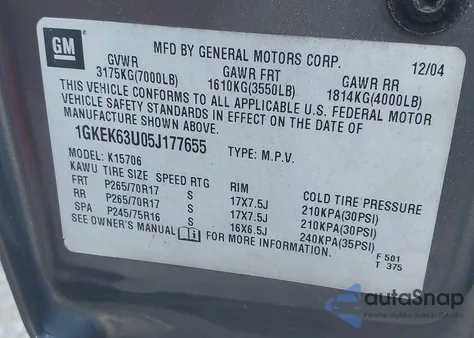 GM
MFD BY GENERAL MOTORS CORP. 12/04
GVWR GAWR FRT GAWR RR
3175KG(7000LB) 1610KG(3550LB) 1814KG(4000LB)
THIS VEHICLE CONFORMS TO ALL APPLICABLE U.S. FEDERAL MOTOR
VEHICLE SAFETY STANDARDS IN EFFECT ON THE DATE OF
MANUFACTURE SHOWN ABOVE.
1GKEK63U05J177655 TYPE: M.P.V.
MODEL: K15706
KAWU TIRE SIZE SPEED RTG RIM COLD TIRE PRESSURE
FRT P265/70R17 S 17X7.5J 210KPA(30PSI)
RR P265/70R17 S 17X7.5J 210KPA(30PSI)
SPA P245/75R16 S 16X6.5J 240KPA(35PSI)
SEE OWNER'S MANUAL FOR MORE INFORMATION.
F 501
T 375
autoSnap